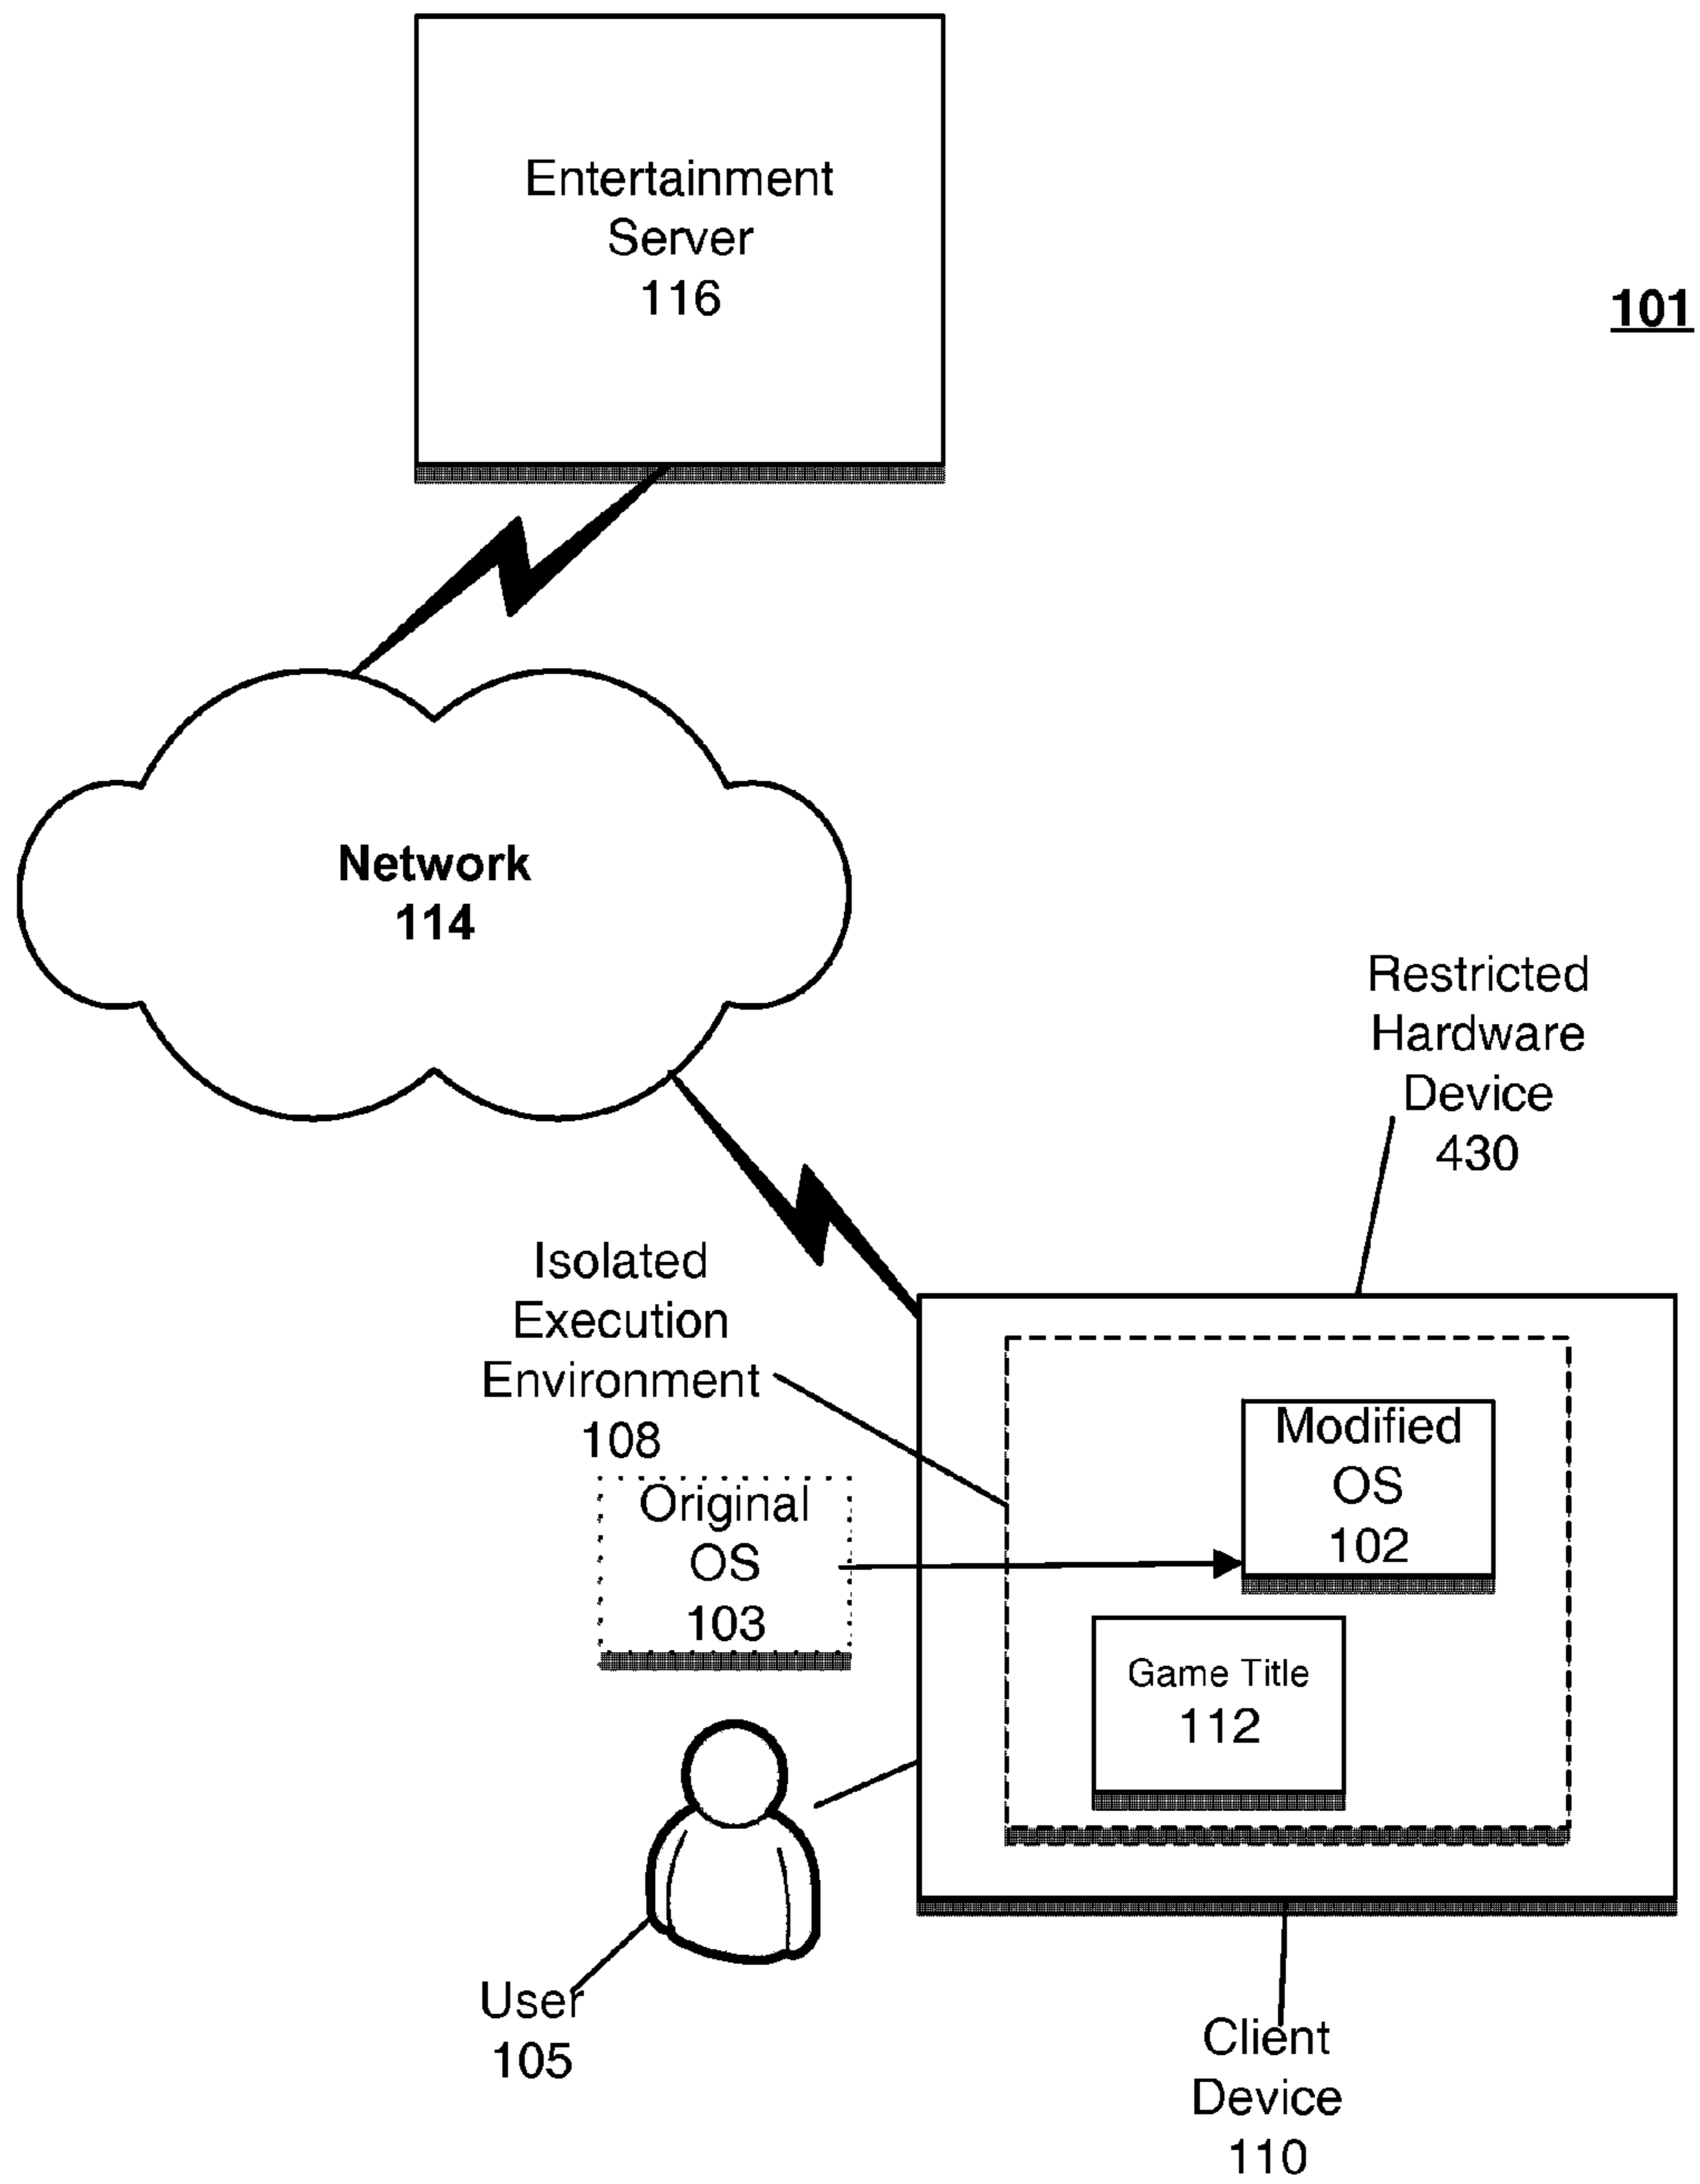 Entertainment
Server
116
101
Network
114
Restricted
Hardware
Device
430
Isolated
Execution
Environment
108
Original
OS
103
Modified
OS
102
Game Title
112
User
105
Client
Device
110